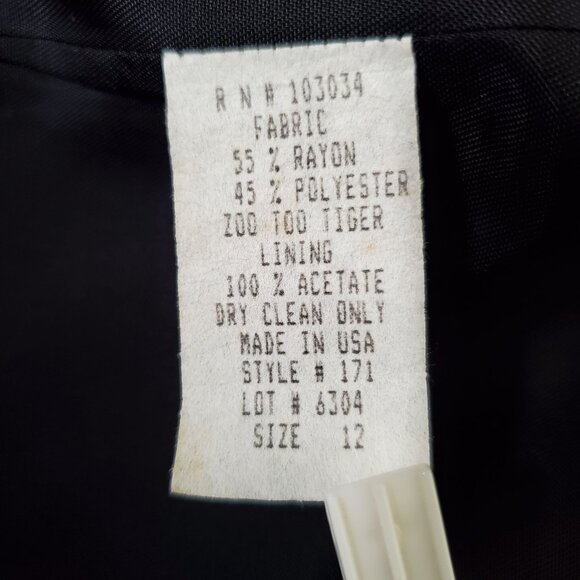 R N # 103034
FABRIC
55 % RAYON
45 % POLYESTER
ZOO TOO TIGER
LINING
100 % ACETATE
DRY CLEAN ONLY
MADE IN USA
STYLE # 171
LOT # 6304
SIZE 12